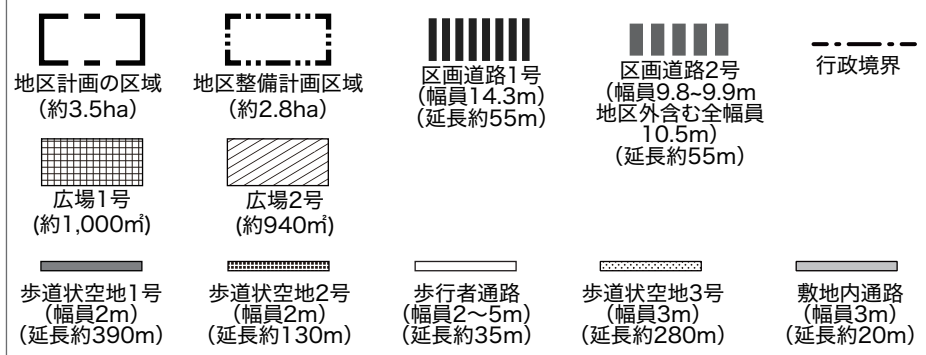 地区計画の区域
（約3.5ha）
地区整備計画区域
（約2.8ha）
区画道路1号
（幅員14.3m）
（延長約55m）
区画道路2号
（幅員9.8~9.9m
地区外含む全幅員
10.5m）
（延長約55m）
行政境界
広場1号
(約1,000㎡)
広場2号
(約940㎡)
歩道状空地1号
（幅員2m）
（延長約390m）
歩道状空地2号
（幅員2m）
（延長約130m）
歩行者通路
（幅員2〜5m）
（延長約35m）
歩道状空地3号
（幅員3m）
（延長約280m）
敷地内通路
（幅員3m）
（延長約20m）